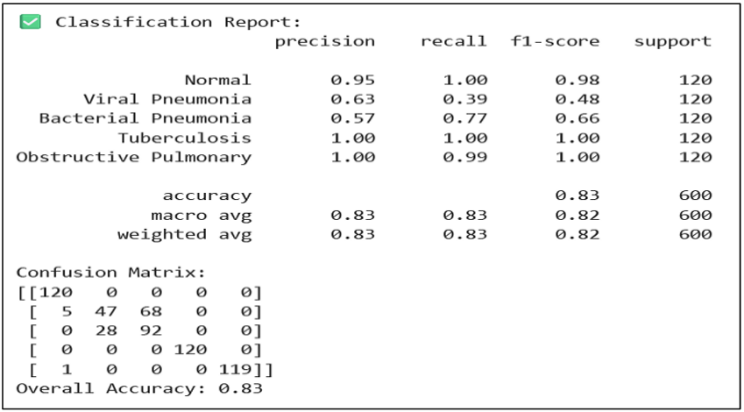 ✅ Classification Report:
precision recall f1-score support
Normal 0.95 1.00 0.98 120
Viral Pneumonia 0.63 0.39 0.48 120
Bacterial Pneumonia 0.57 0.77 0.66 120
Tuberculosis 1.00 1.00 1.00 120
Obstructive Pulmonary 1.00 0.99 1.00 120
accuracy 0.83 600
macro avg 0.83 0.83 0.82 600
weighted avg 0.83 0.83 0.82 600
Confusion Matrix:
[[120 0 0 0 0]
[ 5 47 68 0 0]
[ 0 28 92 0 0]
[ 0 0 0 120 0]
[ 1 0 0 0 119]]
Overall Accuracy: 0.83